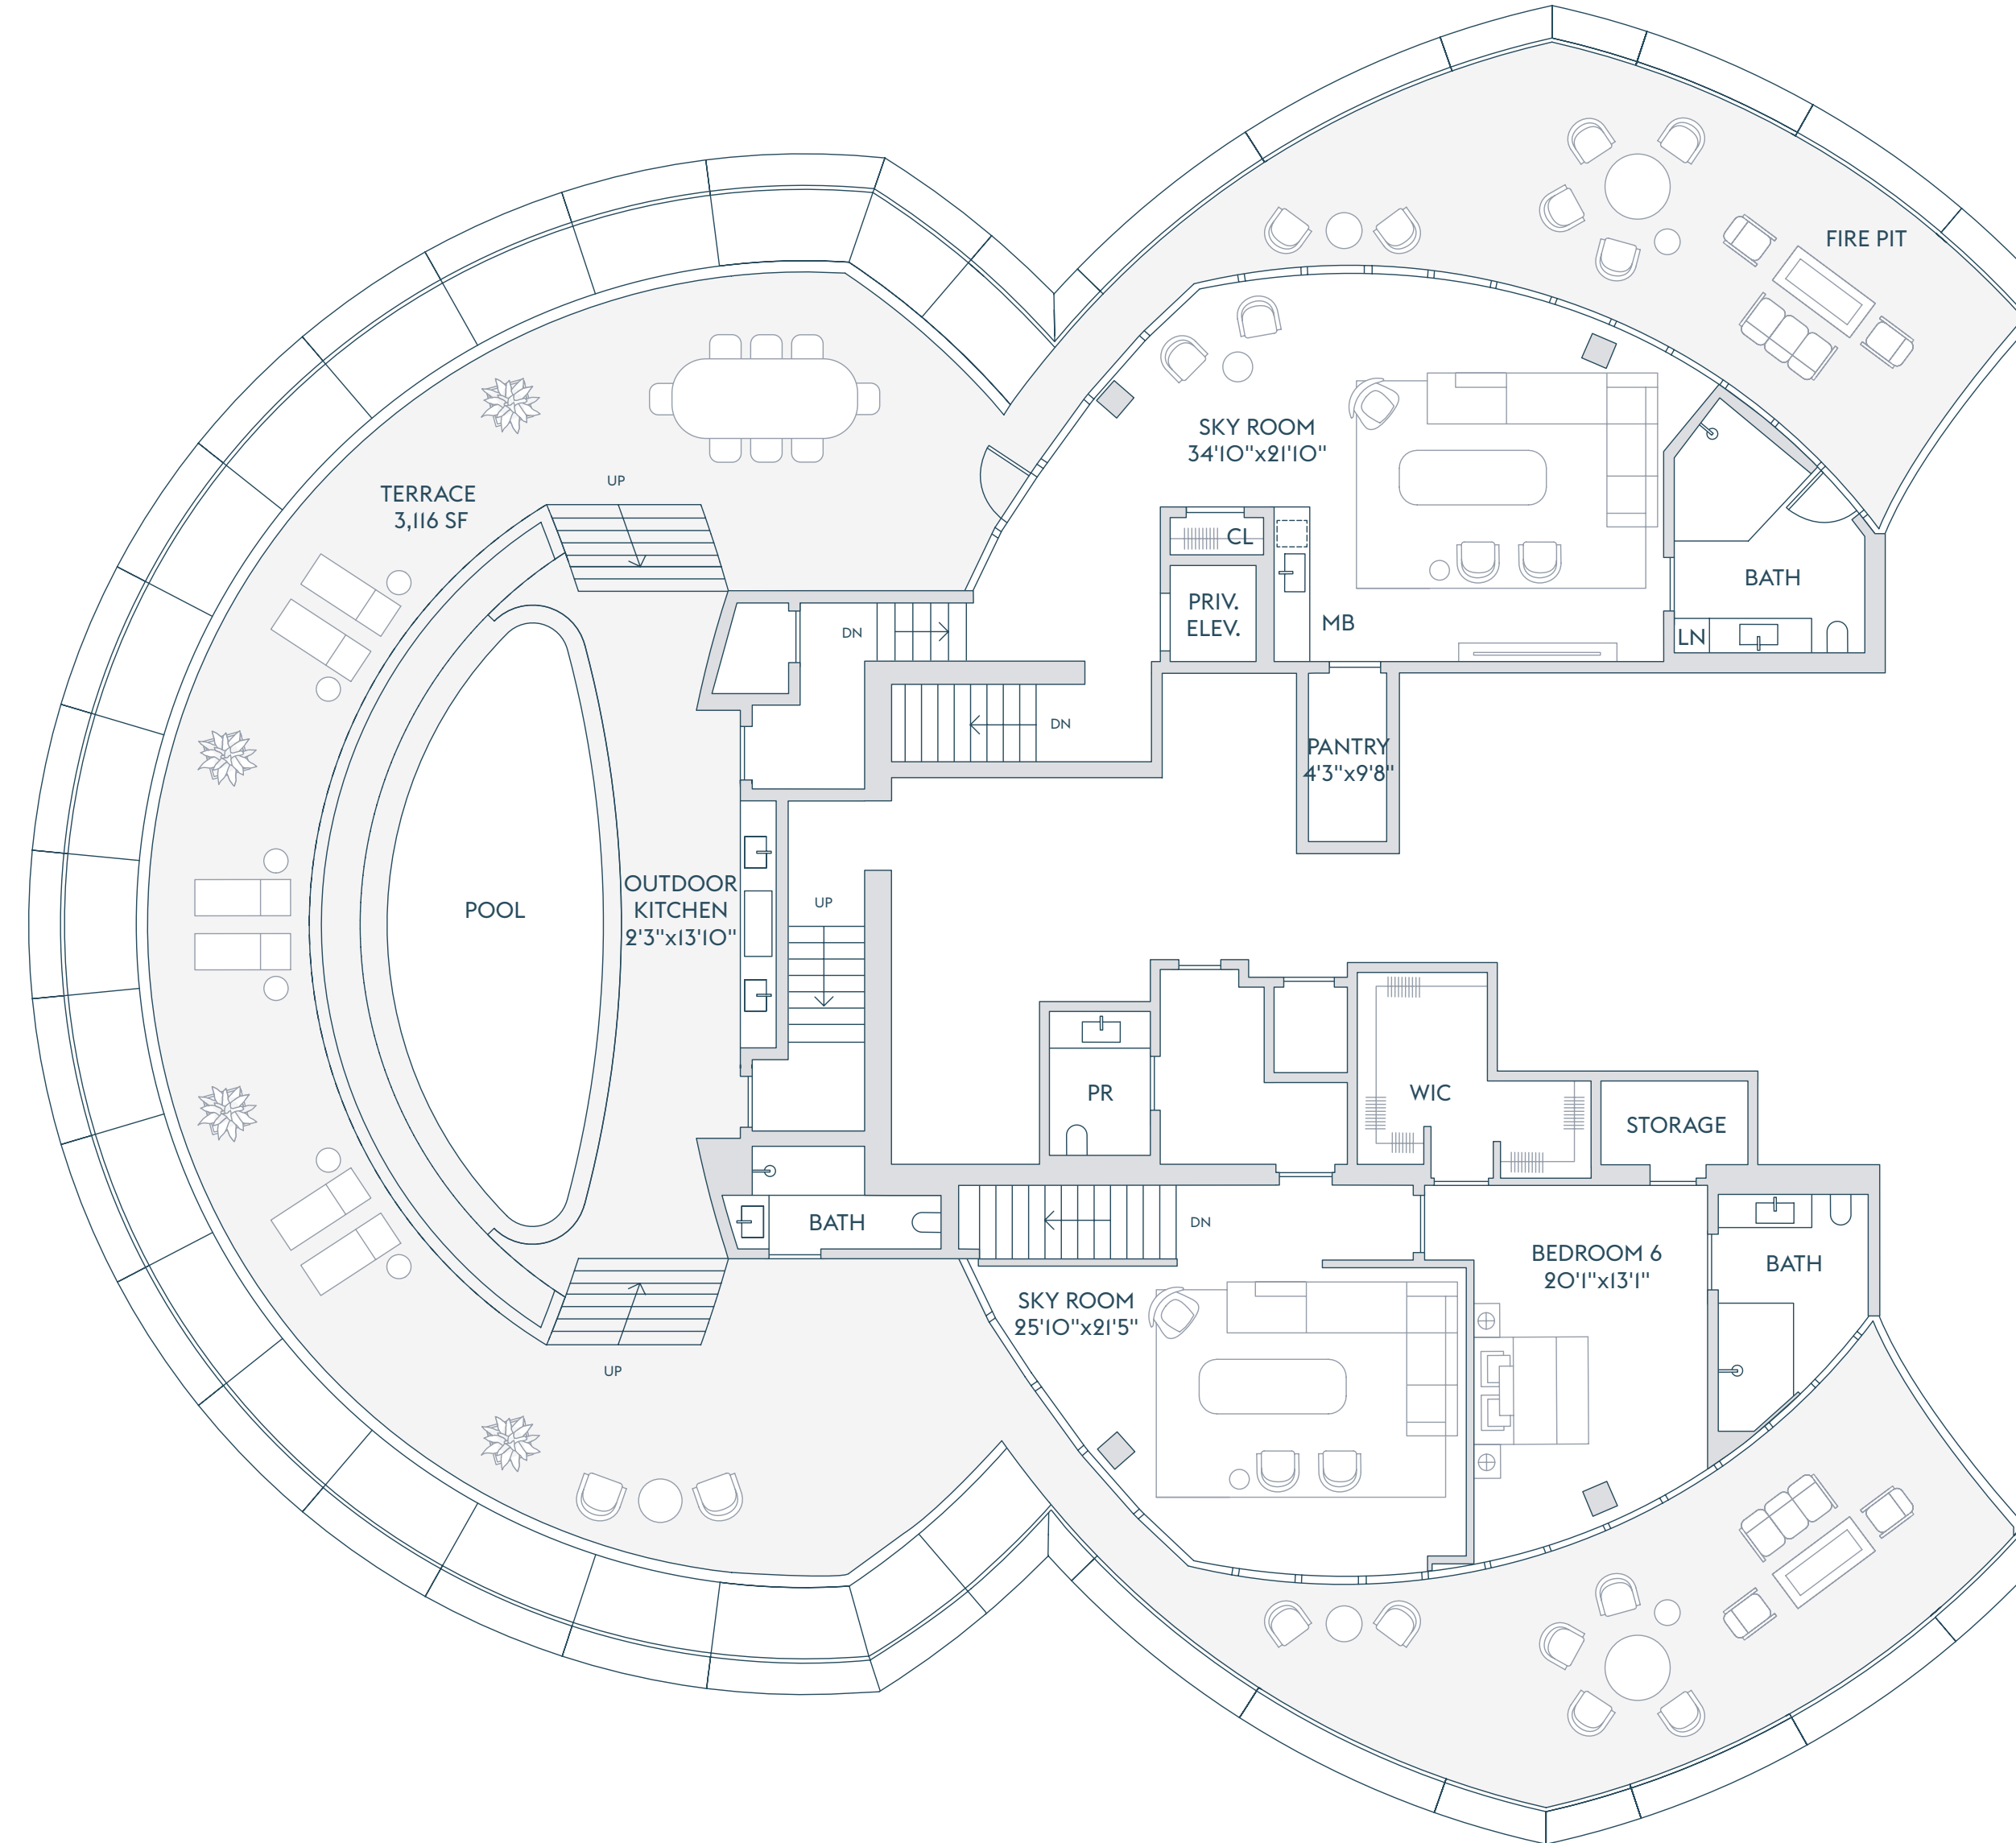 FIRE PIT
SKY ROOM
34'10"x21'10"
UP
TERRACE
3,116 SF
CL
BATH
PRIV.
ELEV.
MB
DN
LN
DN
PANTRY
4'3"x9'8"
OUTDOOR
KITCHEN
2'3"x13'10"
POOL
UP
PR
WIC
STORAGE
BATH
DN
BEDROOM 6
20'1"x13'1"
BATH
SKY ROOM
25'10"x21'5"
UP